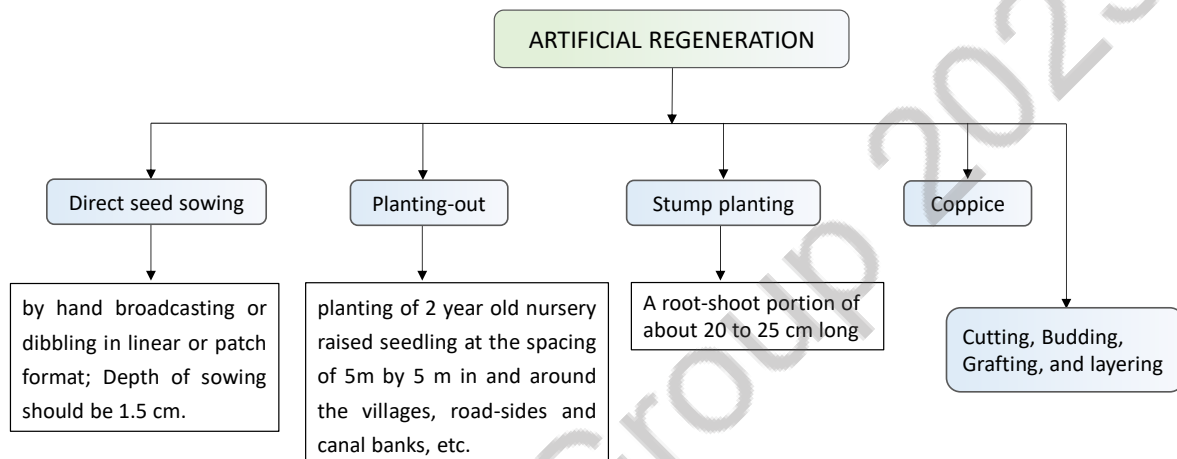 ARTIFICIAL REGENERATION
Direct seed sowing
Planting-out
Stump planting
Coppice
by hand broadcasting or
dibbling in linear or patch
format; Depth of sowing
should be 1.5 cm.
planting of 2 year old nursery
raised seedling at the spacing
of 5m by 5 m in and around
the villages, road-sides and
canal banks, etc.
A root-shoot portion of
about 20 to 25 cm long
Cutting, Budding,
Grafting, and layering
Group